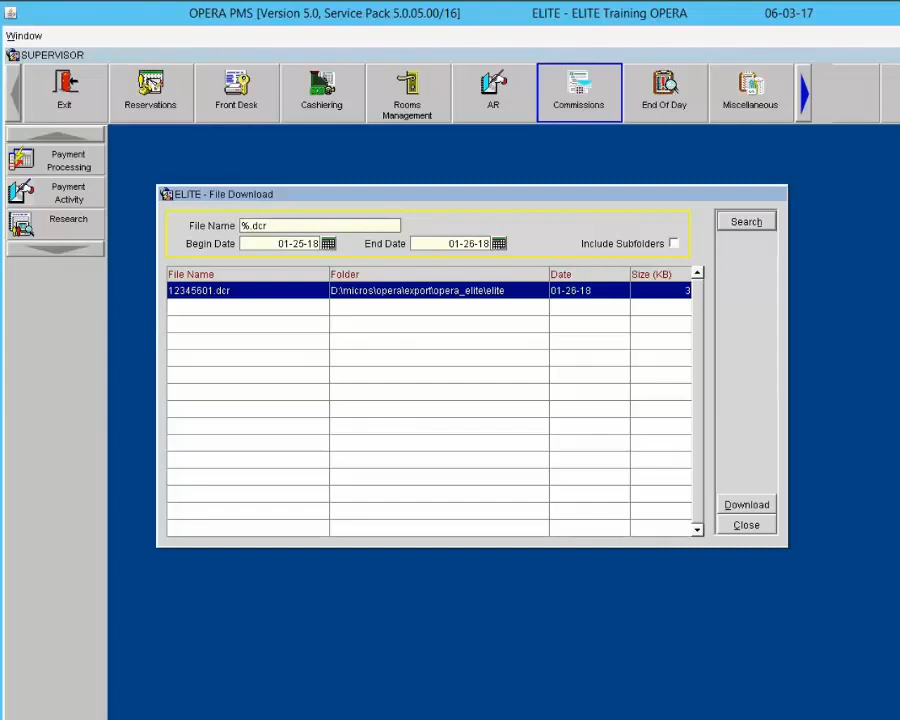 OPERA PMS [Version 5.0, Service Pack 5.0.05.00/16] ELITE - ELITE Training OPERA 06-03-17
Window
SUPERVISOR
Exit Reservations Front Desk Cashiering Rooms Management AR Commissions End Of Day Miscellaneous
Payment Processing
Payment Activity
Research
ELITE - File Download
File Name %.dcr
Search
Begin Date 01-25-18 End Date 01-26-18 Include Subfolders
File Name Folder Date Size (KB)
12345601.dcr D:\micros\opera\export\opera_elite\elite 01-26-18 3
Download
Close